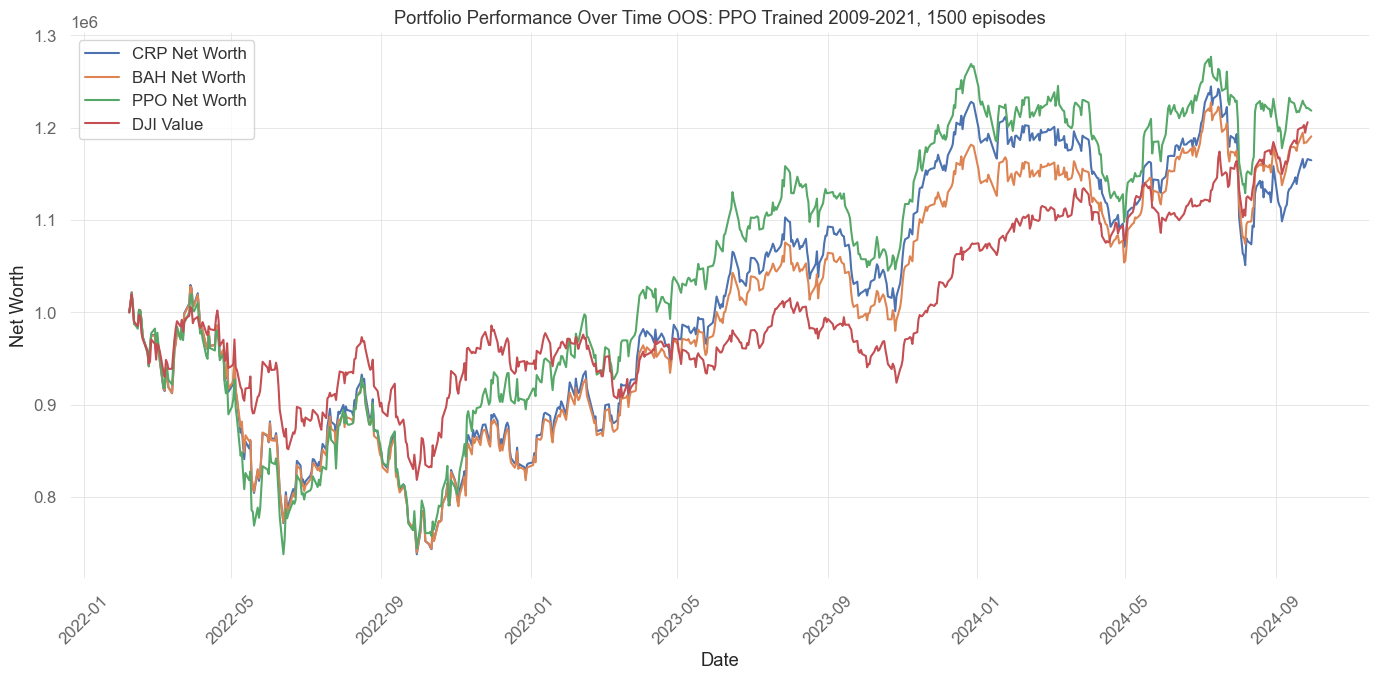 Portfolio Performance Over Time OOS: PPO Trained 2009-2021, 1500 episodes
1e6
CRP Net Worth
BAH Net Worth
PPO Net Worth
DJI Value
1.3
1.2
1.1
1.0
0.9
0.8
Net Worth
2022-01
2022-05
2022-09
2023-01
2023-05
2023-09
2024-01
2024-05
2024-09
Date